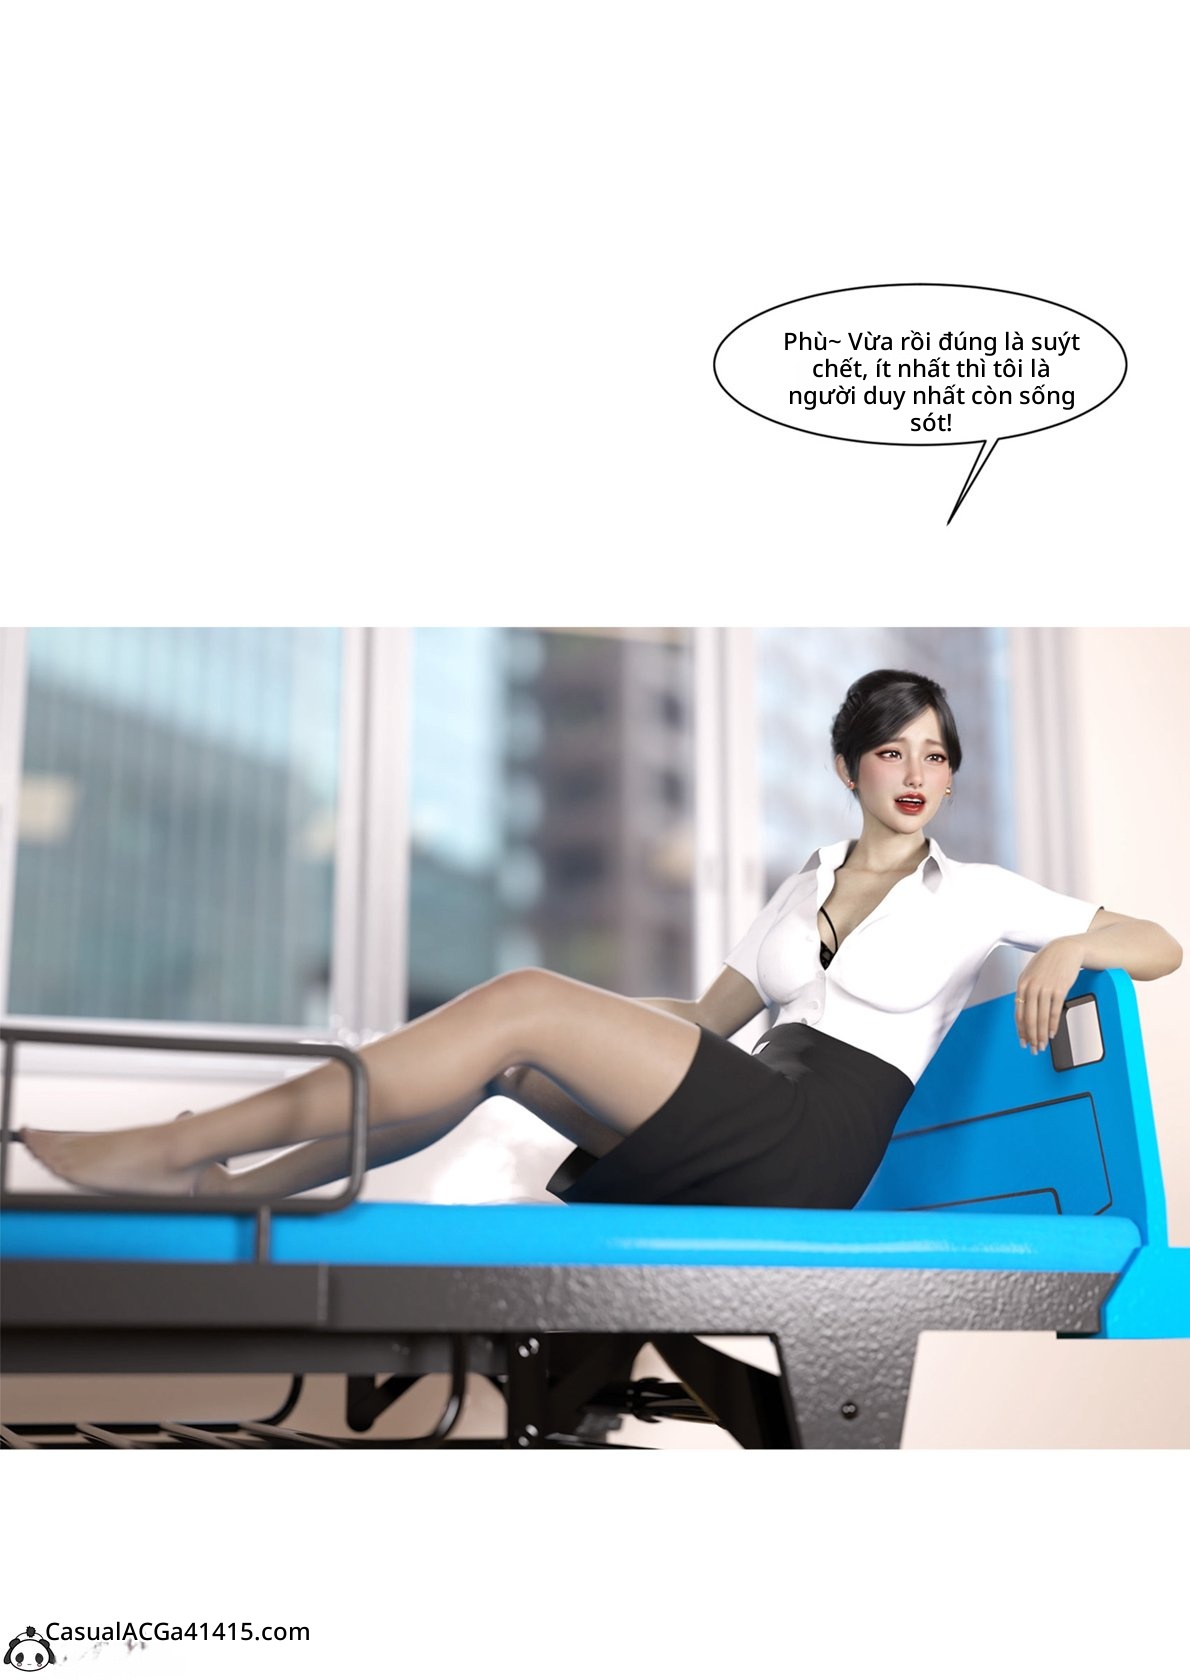 Phù~ Vừa rồi đúng là suýt
chết, ít nhất thì tôi là
người duy nhất còn sống
sót!
CasualACGa41415.com